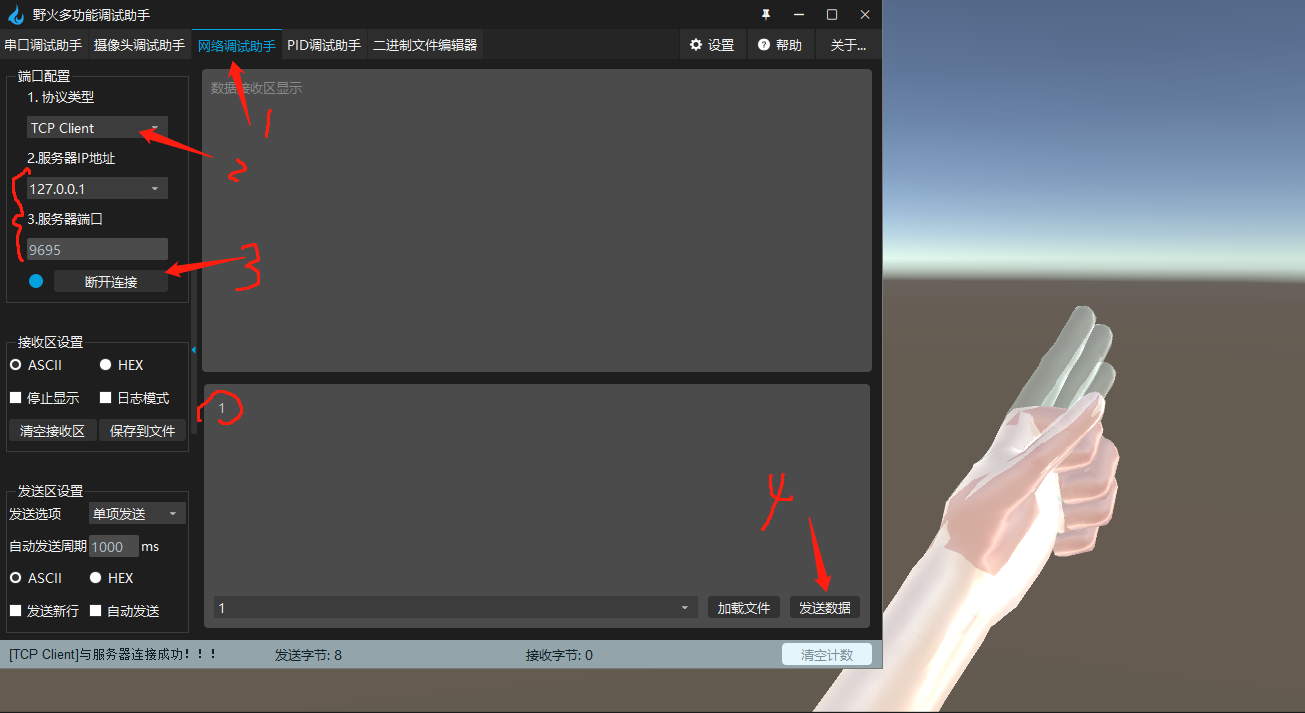 野火多功能调试助手
串口调试助手 摄像头调试助手 网络调试助手 PID调试助手 二进制文件编辑器 设置 帮助 关于...
端口配置
1. 协议类型
TCP Client
2.服务器IP地址
127.0.0.1
3.服务器端口
9695
断开连接
接收区设置
ASCII HEX
停止显示 日志模式
清空接收区 保存到文件
发送区设置
发送选项 单项发送
自动发送周期 1000 ms
ASCII HEX
发送新行 自动发送
数据接收区显示
1
2
3
1
4
1 加载文件 发送数据
[TCP Client]与服务器连接成功！！！ 发送字节: 8 接收字节: 0 清空计数